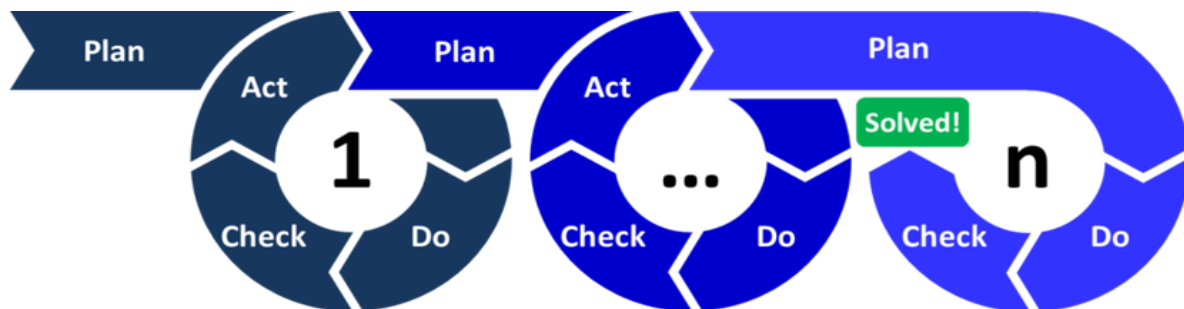 Plan
Act
1
Check
Do
Plan
Act
...
Check
Do
Plan
Solved!
n
Check
Do